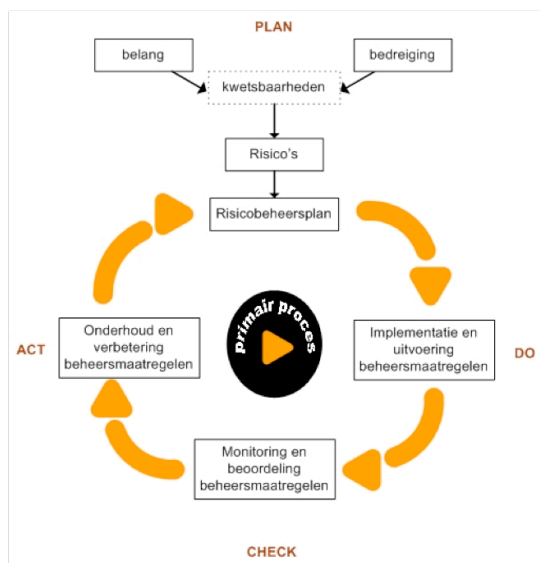 PLAN
belang
bedreiging
kwetsbaarheden
Risico's
Risicobeheersplan
primair proces
ACT
Onderhoud en
verbetering
beheersmaatregelen
Implementatie en
uitvoering
beheersmaatregelen
DO
Monitoring en
beoordeling
beheersmaatregelen
CHECK